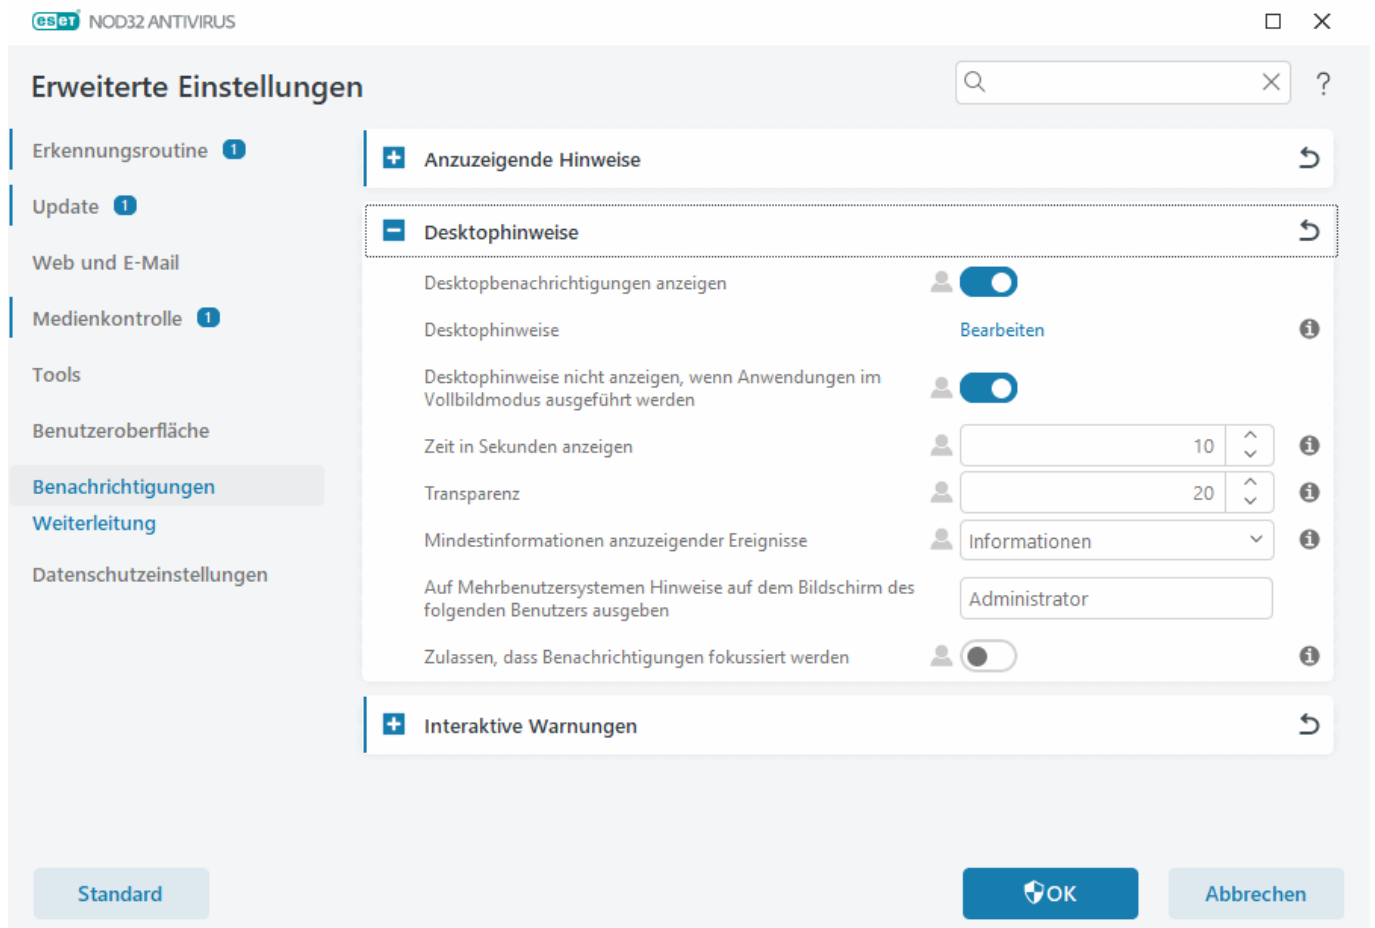 eset NOD32 ANTIVIRUS
Erweiterte Einstellungen
?
Erkennungsroutine 1
Update 1
Web und E-Mail
Medienkontrolle 1
Tools
Benutzeroberfläche
Benachrichtigungen
Weiterleitung
Datenschutzeinstellungen
Anzuzeigende Hinweise
Desktophinweise
Desktopbenachrichtigungen anzeigen
Desktophinweise Bearbeiten
Desktophinweise nicht anzeigen, wenn Anwendungen im
Vollbildmodus ausgeführt werden
Zeit in Sekunden anzeigen 10
Transparenz 20
Mindestinformationen anzuzeigender Ereignisse Informationen
Auf Mehrbenutzersystemen Hinweise auf dem Bildschirm des
folgenden Benutzers ausgeben
Administrator
Zulassen, dass Benachrichtigungen fokussiert werden
Interaktive Warnungen
Standard
OK
Abbrechen